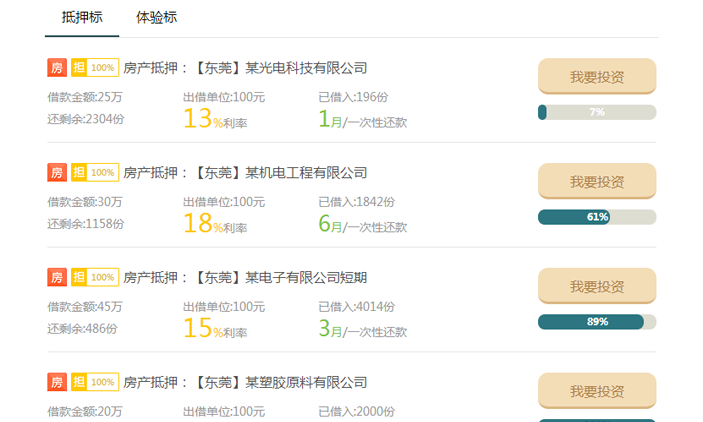 抵押标 体验标
房 担 100% 房产抵押：【东莞】某光电科技有限公司
我要投资
借款金额:25万 出借单位:100元 已借入:196份
还剩余:2304份 13%利率 1月/一次性还款
7%
房 担 100% 房产抵押：【东莞】某机电工程有限公司
我要投资
借款金额:30万 出借单位:100元 已借入:1842份
还剩余:1158份 18%利率 6月/一次性还款
61%
房 担 100% 房产抵押：【东莞】某电子有限公司短期
我要投资
借款金额:45万 出借单位:100元 已借入:4014份
还剩余:486份 15%利率 3月/一次性还款
89%
房 担 100% 房产抵押：【东莞】某塑胶原料有限公司
我要投资
借款金额:20万 出借单位:100元 已借入:2000份